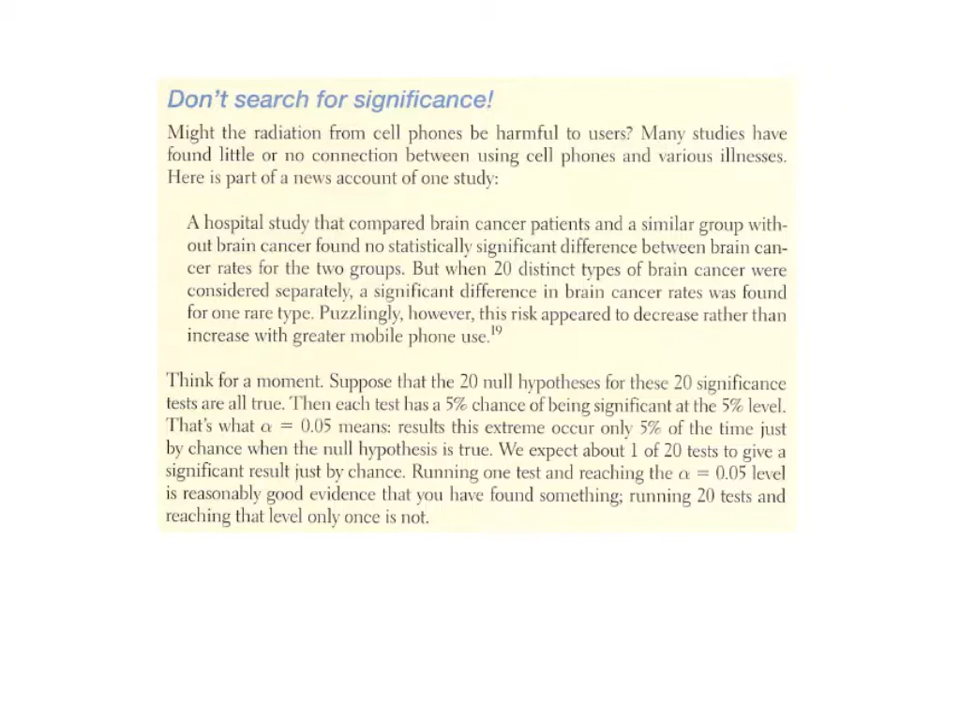 Don't search for significance!
Might the radiation from cell phones be harmful to users? Many studies have
found little or no connection between using cell phones and various illnesses.
Here is part of a news account of one study:
A hospital study that compared brain cancer patients and a similar group with-
out brain cancer found no statistically significant difference between brain can-
cer rates for the two groups. But when 20 distinct types of brain cancer were
considered separately, a significant difference in brain cancer rates was found
for one rare type. Puzzlingly, however, this risk appeared to decrease rather than
increase with greater mobile phone use.19
Think for a moment. Suppose that the 20 null hypotheses for these 20 significance
tests are all true. Then each test has a 5% chance of being significant at the 5% level.
That's what α = 0.05 means: results this extreme occur only 5% of the time just
by chance when the null hypothesis is true. We expect about 1 of 20 tests to give a
significant result just by chance. Running one test and reaching the α = 0.05 level
is reasonably good evidence that you have found something; running 20 tests and
reaching that level only once is not.